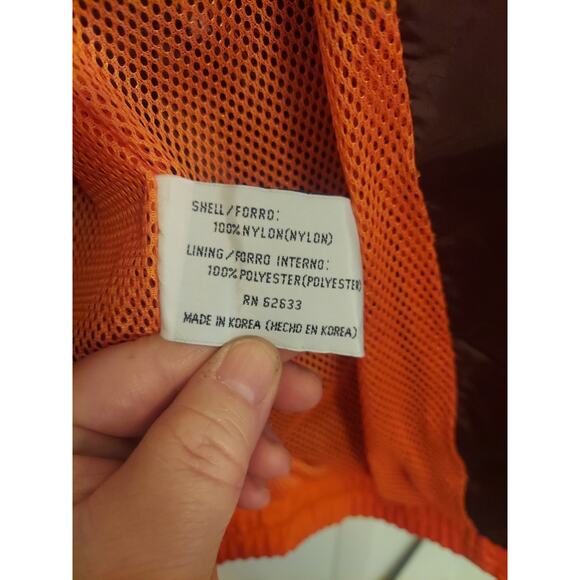 SHELL/FORRO:
100%NYLON(NYLON)
LINING/FORRO INTERNO:
100%POLYESTER(POLYESTER)
RN 62633
MADE IN KOREA (HECHO EN KOREA)